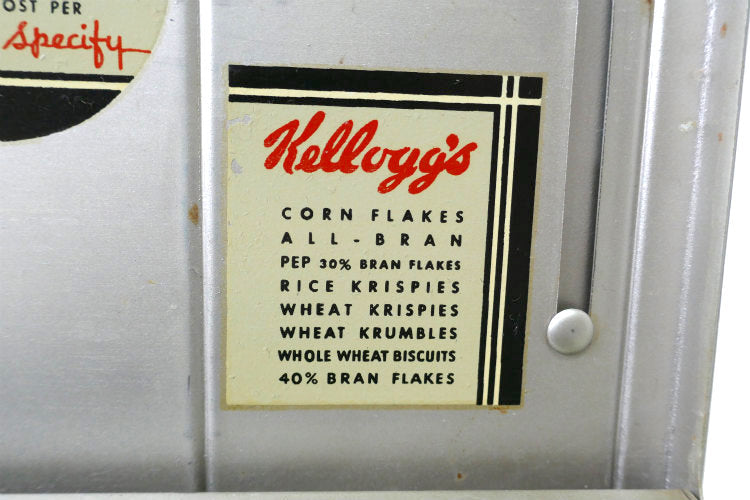 OST PER
Specify
Kellogg's
CORN FLAKES
ALL-BRAN
PEP 30% BRAN FLAKES
RICE KRISPIES
WHEAT KRISPIES
WHEAT KRUMBLES
WHOLE WHEAT BISCUITS
40% BRAN FLAKES